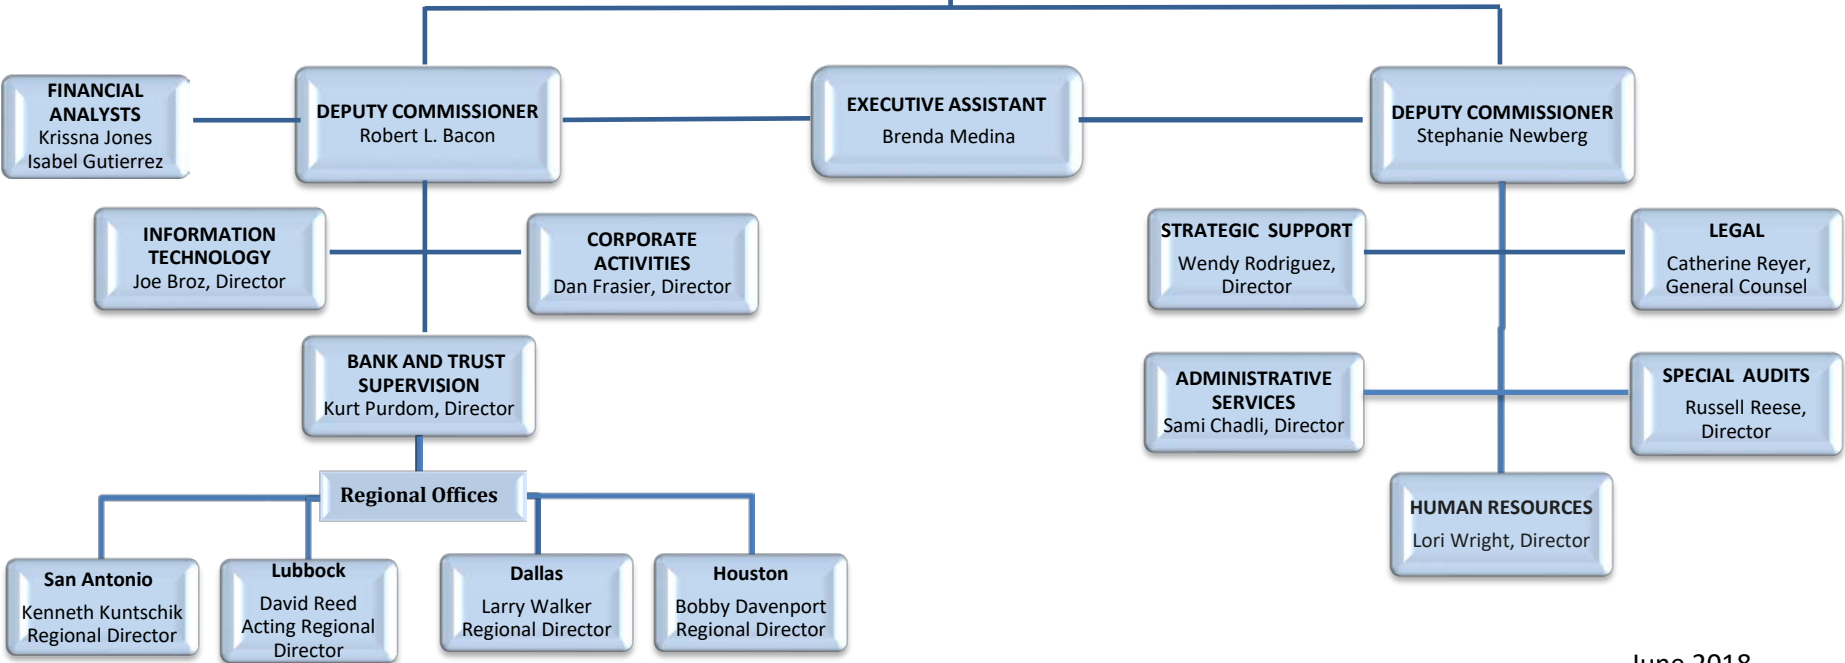 FINANCIAL
ANALYSTS
Krissna Jones
Isabel Gutierrez
DEPUTY COMMISSIONER
Robert L. Bacon
EXECUTIVE ASSISTANT
Brenda Medina
DEPUTY COMMISSIONER
Stephanie Newberg
INFORMATION
TECHNOLOGY
Joe Broz, Director
CORPORATE
ACTIVITIES
Dan Frasier, Director
STRATEGIC SUPPORT
Wendy Rodriguez,
Director
LEGAL
Catherine Reyer,
General Counsel
BANK AND TRUST
SUPERVISION
Kurt Purdom, Director
ADMINISTRATIVE
SERVICES
Sami Chadli, Director
SPECIAL AUDITS
Russell Reese,
Director
Regional Offices
HUMAN RESOURCES
Lori Wright, Director
San Antonio
Kenneth Kuntschik
Regional Director
Lubbock
David Reed
Acting Regional
Director
Dallas
Larry Walker
Regional Director
Houston
Bobby Davenport
Regional Director
June 2018